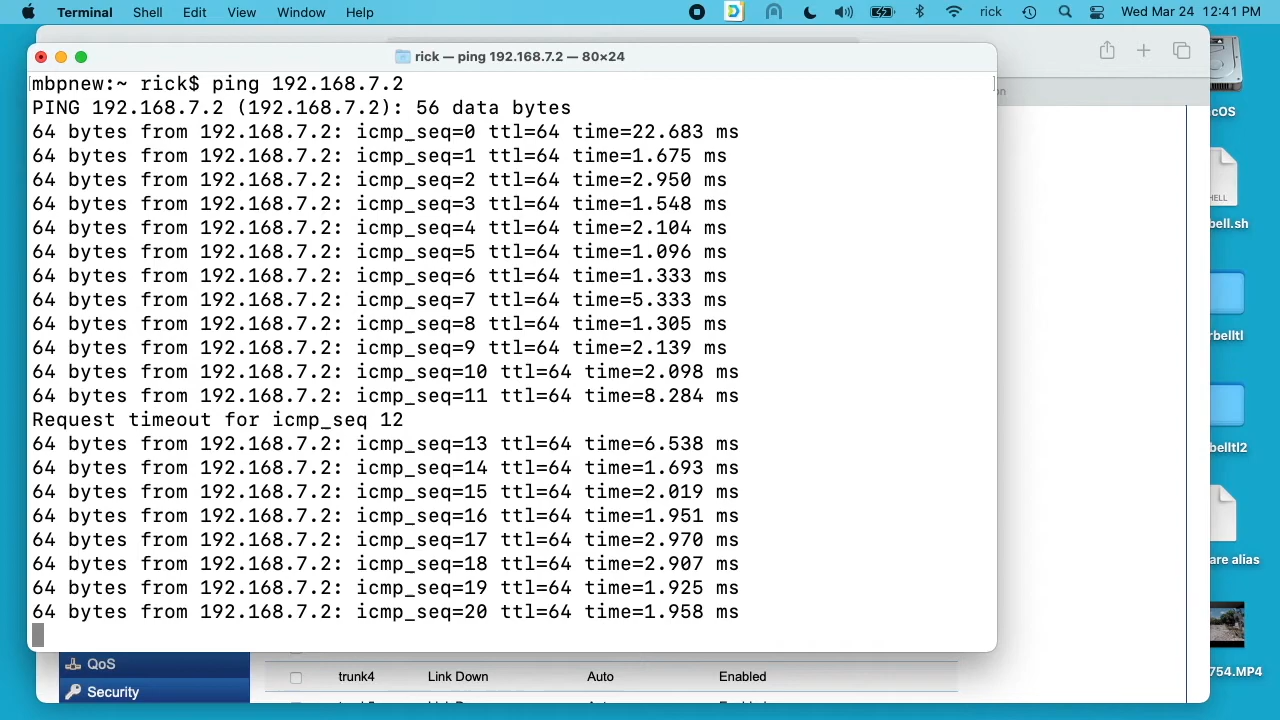 Terminal Shell Edit View Window Help rick Wed Mar 24 12:41 PM
rick — ping 192.168.7.2 — 80×24
mbpnew:~ rick$ ping 192.168.7.2
PING 192.168.7.2 (192.168.7.2): 56 data bytes
64 bytes from 192.168.7.2: icmp_seq=0 ttl=64 time=22.683 ms
64 bytes from 192.168.7.2: icmp_seq=1 ttl=64 time=1.675 ms
64 bytes from 192.168.7.2: icmp_seq=2 ttl=64 time=2.950 ms
64 bytes from 192.168.7.2: icmp_seq=3 ttl=64 time=1.548 ms
64 bytes from 192.168.7.2: icmp_seq=4 ttl=64 time=2.104 ms
64 bytes from 192.168.7.2: icmp_seq=5 ttl=64 time=1.096 ms
64 bytes from 192.168.7.2: icmp_seq=6 ttl=64 time=1.333 ms
64 bytes from 192.168.7.2: icmp_seq=7 ttl=64 time=5.333 ms
64 bytes from 192.168.7.2: icmp_seq=8 ttl=64 time=1.305 ms
64 bytes from 192.168.7.2: icmp_seq=9 ttl=64 time=2.139 ms
64 bytes from 192.168.7.2: icmp_seq=10 ttl=64 time=2.098 ms
64 bytes from 192.168.7.2: icmp_seq=11 ttl=64 time=8.284 ms
Request timeout for icmp_seq 12
64 bytes from 192.168.7.2: icmp_seq=13 ttl=64 time=6.538 ms
64 bytes from 192.168.7.2: icmp_seq=14 ttl=64 time=1.693 ms
64 bytes from 192.168.7.2: icmp_seq=15 ttl=64 time=2.019 ms
64 bytes from 192.168.7.2: icmp_seq=16 ttl=64 time=1.951 ms
64 bytes from 192.168.7.2: icmp_seq=17 ttl=64 time=2.970 ms
64 bytes from 192.168.7.2: icmp_seq=18 ttl=64 time=2.907 ms
64 bytes from 192.168.7.2: icmp_seq=19 ttl=64 time=1.925 ms
64 bytes from 192.168.7.2: icmp_seq=20 ttl=64 time=1.958 ms
QoS
trunk4 Link Down Auto Enabled
Security
cOS
bell.sh
rbelltl
belltl2
are alias
754.MP4